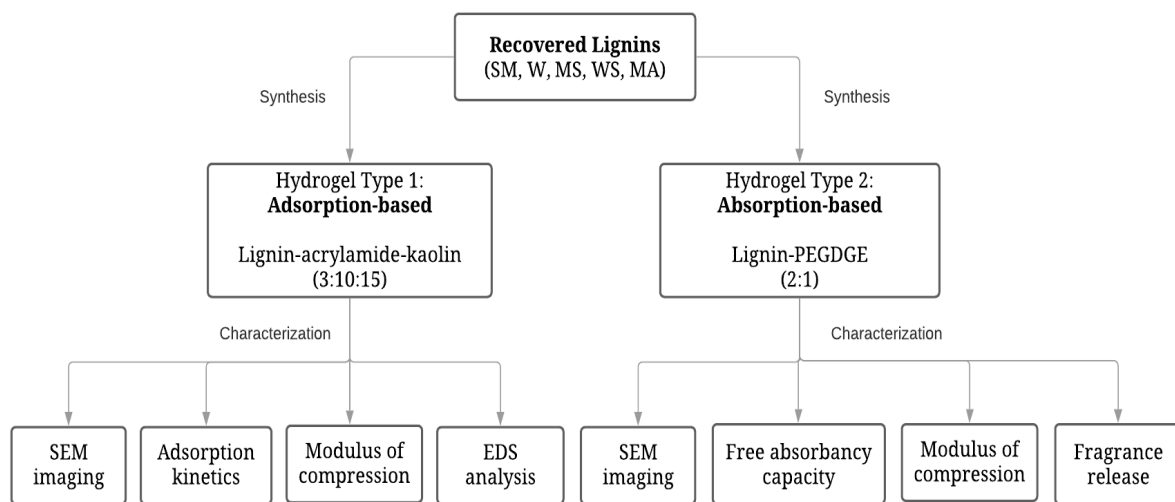 Recovered Lignins
(SM, W, MS, WS, MA)
Synthesis
Synthesis
Hydrogel Type 1:
Adsorption-based
Lignin-acrylamide-kaolin
(3:10:15)
Hydrogel Type 2:
Absorption-based
Lignin-PEGDGE
(2:1)
Characterization
Characterization
SEM
imaging
Adsorption
kinetics
Modulus of
compression
EDS
analysis
SEM
imaging
Free absorbancy
capacity
Modulus of
compression
Fragrance
release